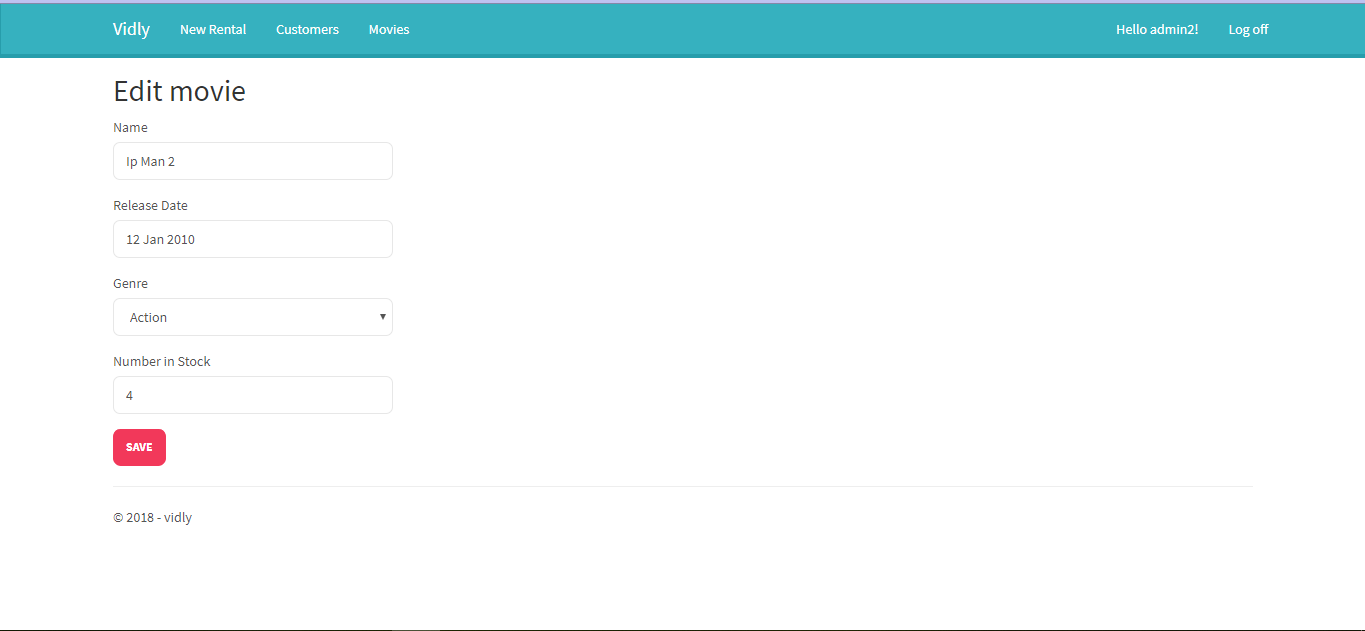 Vidly New Rental Customers Movies Hello admin2! Log off
Edit movie
Name
Ip Man 2
Release Date
12 Jan 2010
Genre
Action
Number in Stock
4
SAVE
© 2018 - vidly